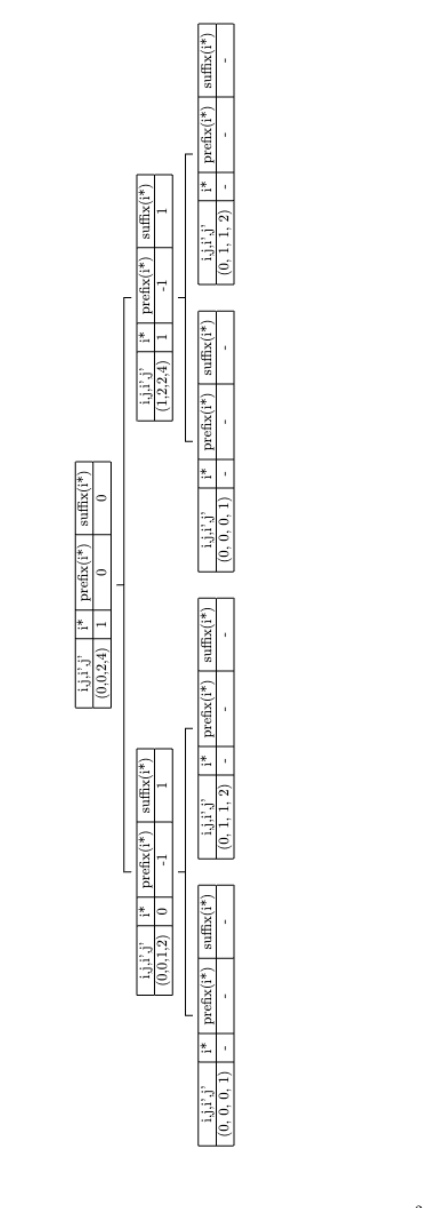 i,j,i',j' i* prefix(i*) suffix(i*)
(0,0,2,4) 1 0 0
i,j,i',j' i* prefix(i*) suffix(i*)
(0,0,1,2) 0 -1 1
i,j,i',j' i* prefix(i*) suffix(i*)
(1,2,2,4) 1 -1 1
i,j,i',j' i* prefix(i*) suffix(i*)
(0, 0, 0, 1) - - -
i,j,i',j' i* prefix(i*) suffix(i*)
(0, 1, 1, 2) - - -
i,j,i',j' i* prefix(i*) suffix(i*)
(0, 0, 0, 1) - - -
i,j,i',j' i* prefix(i*) suffix(i*)
(0, 1, 1, 2) - - -